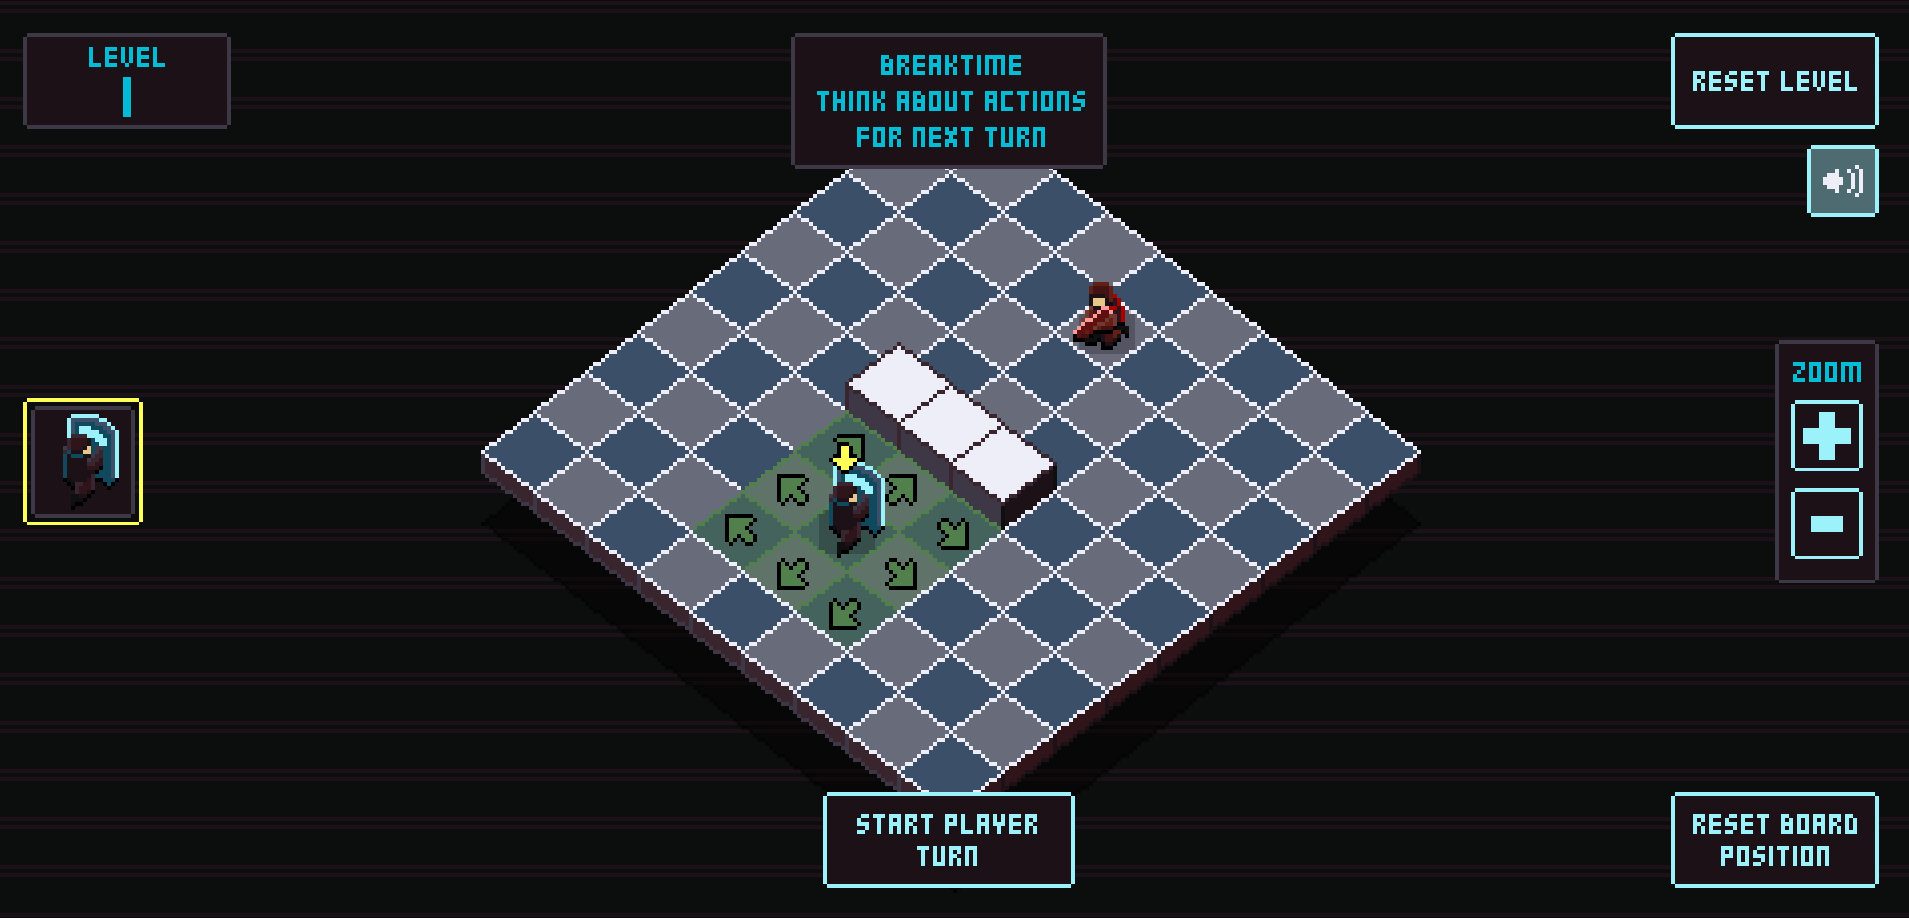 LEVEL
1
BREAKTIME
THINK ABOUT ACTIONS
FOR NEXT TURN
RESET LEVEL
ZOOM
START PLAYER
TURN
RESET BOARD
POSITION